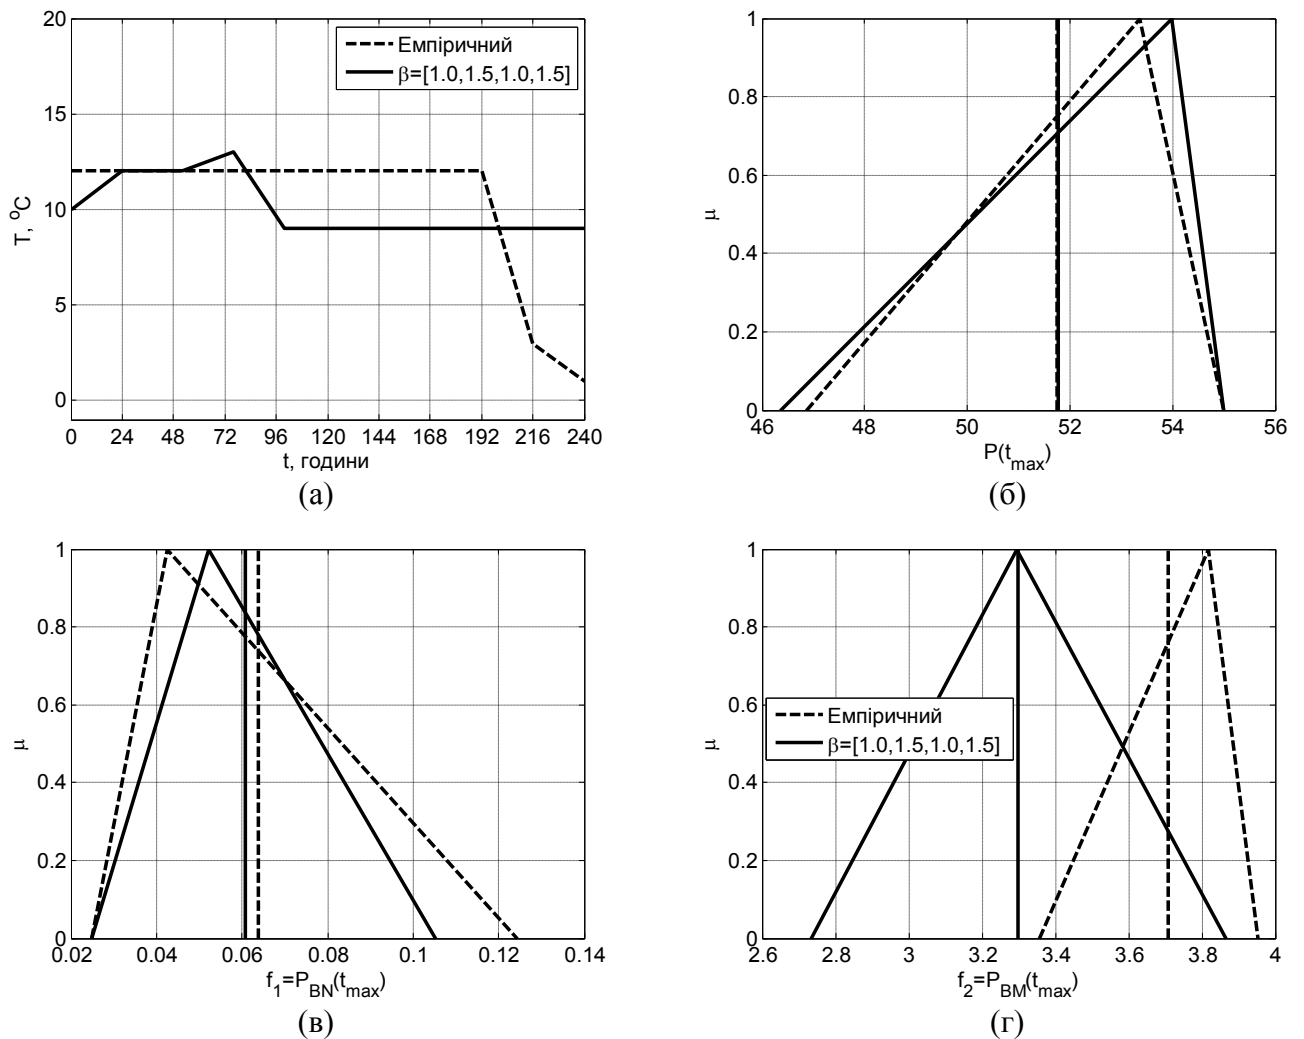 20
15
10
5
0
T, °C
Емпіричний
β=[1.0,1.5,1.0,1.5]
0 24 48 72 96 120 144 168 192 216 240
t, години
(а)
1
0.8
0.6
0.4
0.2
0
μ
46 48 50 52 54 56
P(t_max)
(б)
1
0.8
0.6
0.4
0.2
0
μ
0.02 0.04 0.06 0.08 0.1 0.12 0.14
f_1=P_BN(t_max)
(в)
1
0.8
0.6
0.4
0.2
0
μ
Емпіричний
β=[1.0,1.5,1.0,1.5]
2.6 2.8 3 3.2 3.4 3.6 3.8 4
f_2=P_BM(t_max)
(г)